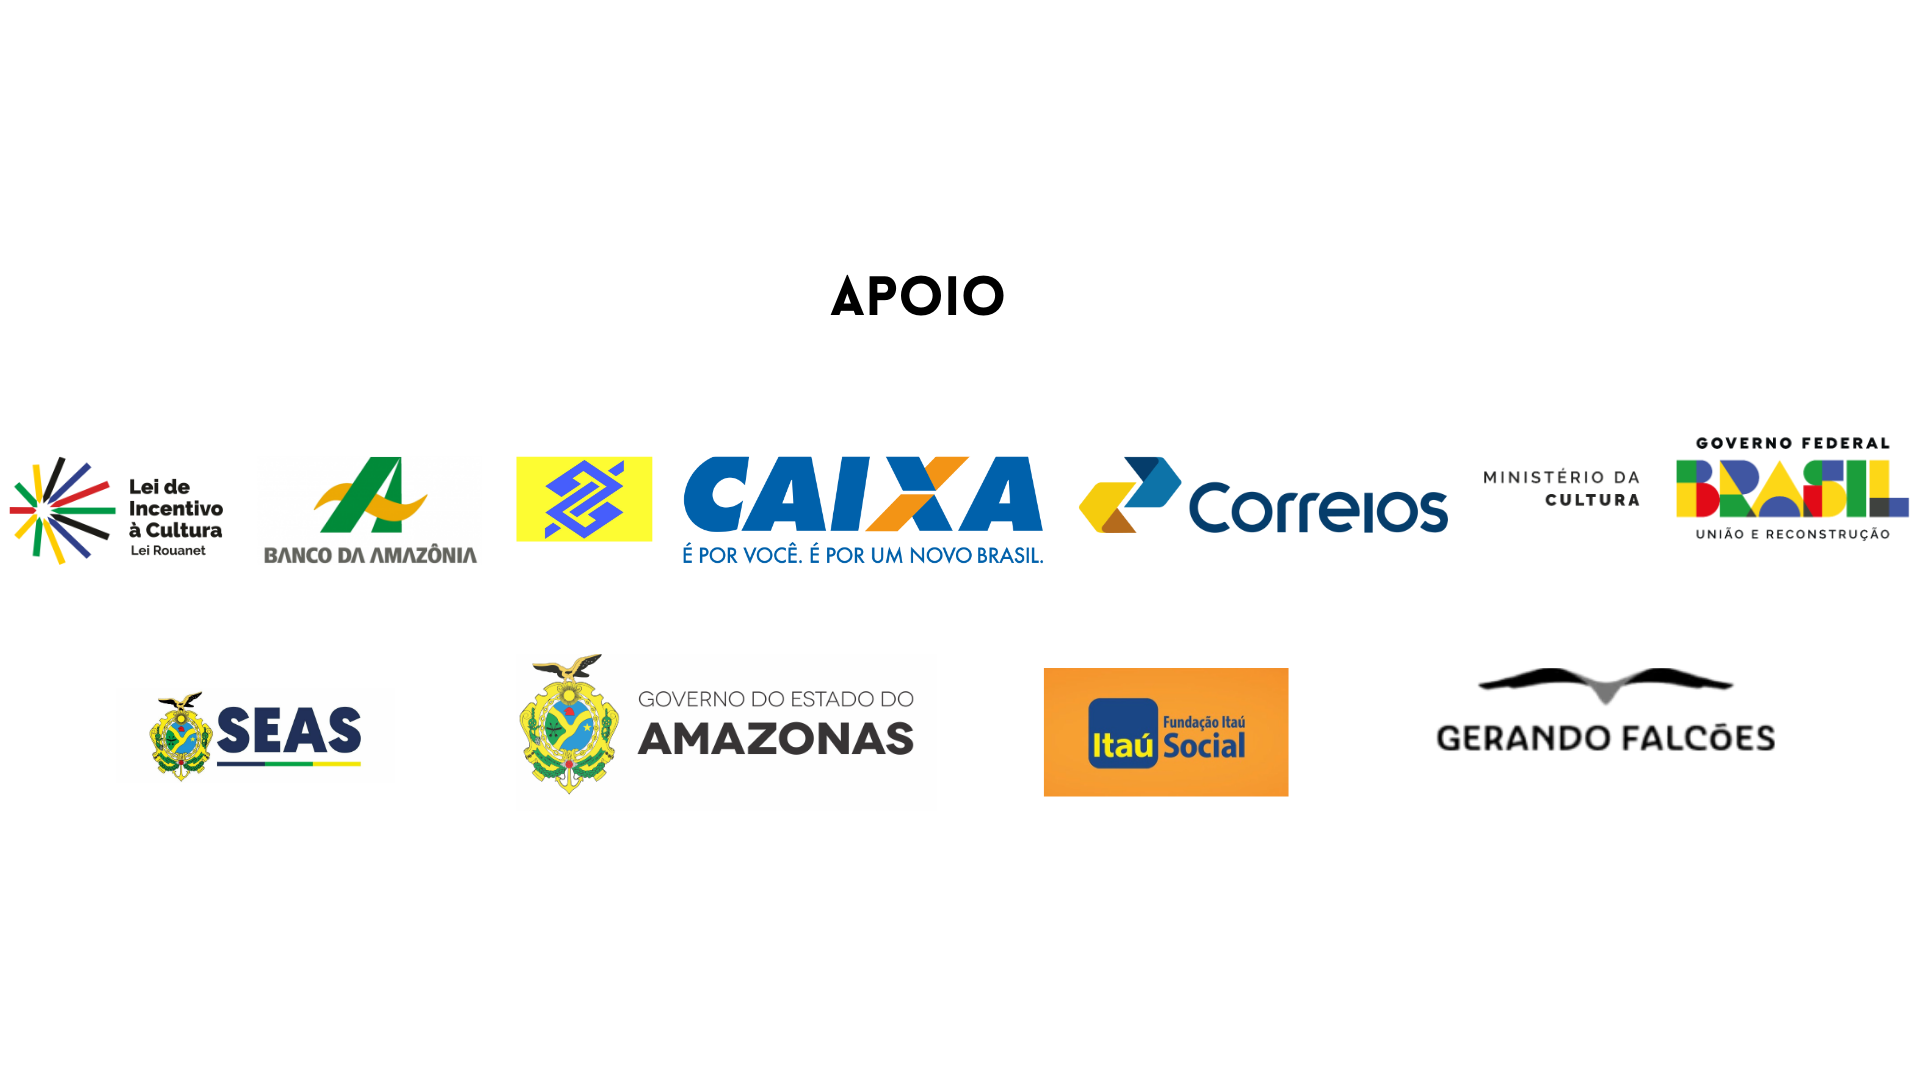 APOIO
Lei de
Incentivo
à Cultura
Lei Rouanet
BANCO DA AMAZÔNIA
CAIXA
É POR VOCÊ. É POR UM NOVO BRASIL.
Correios
MINISTÉRIO DA
CULTURA
GOVERNO FEDERAL
BRASIL
UNIÃO E RECONSTRUÇÃO
SEAS
GOVERNO DO ESTADO DO
AMAZONAS
Itaú
Fundação Itaú
Social
GERANDO FALCÕES